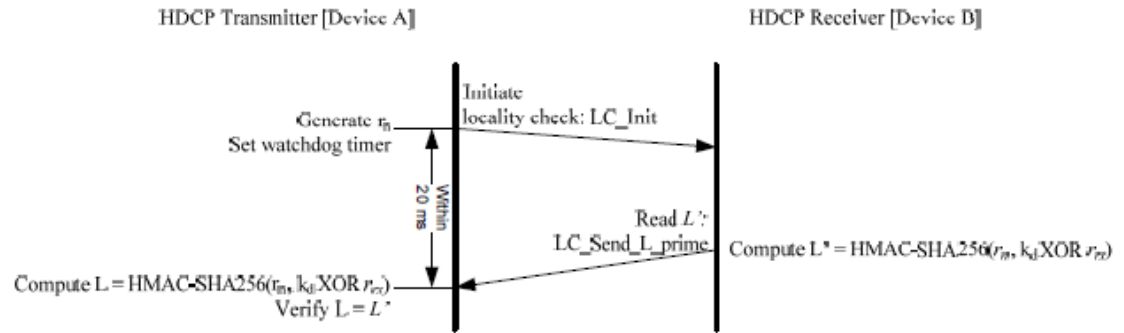 HDCP Transmitter [Device A]
HDCP Receiver [Device B]
Initiate
locality check: LC_Init
Generate rn
Set watchdog timer
Within
20 ms
Read L':
LC_Send_L_prime
Compute L' = HMAC-SHA256(rn, kd XOR rrx)
Compute L = HMAC-SHA256(rn, kd XOR rrx)
Verify L = L'